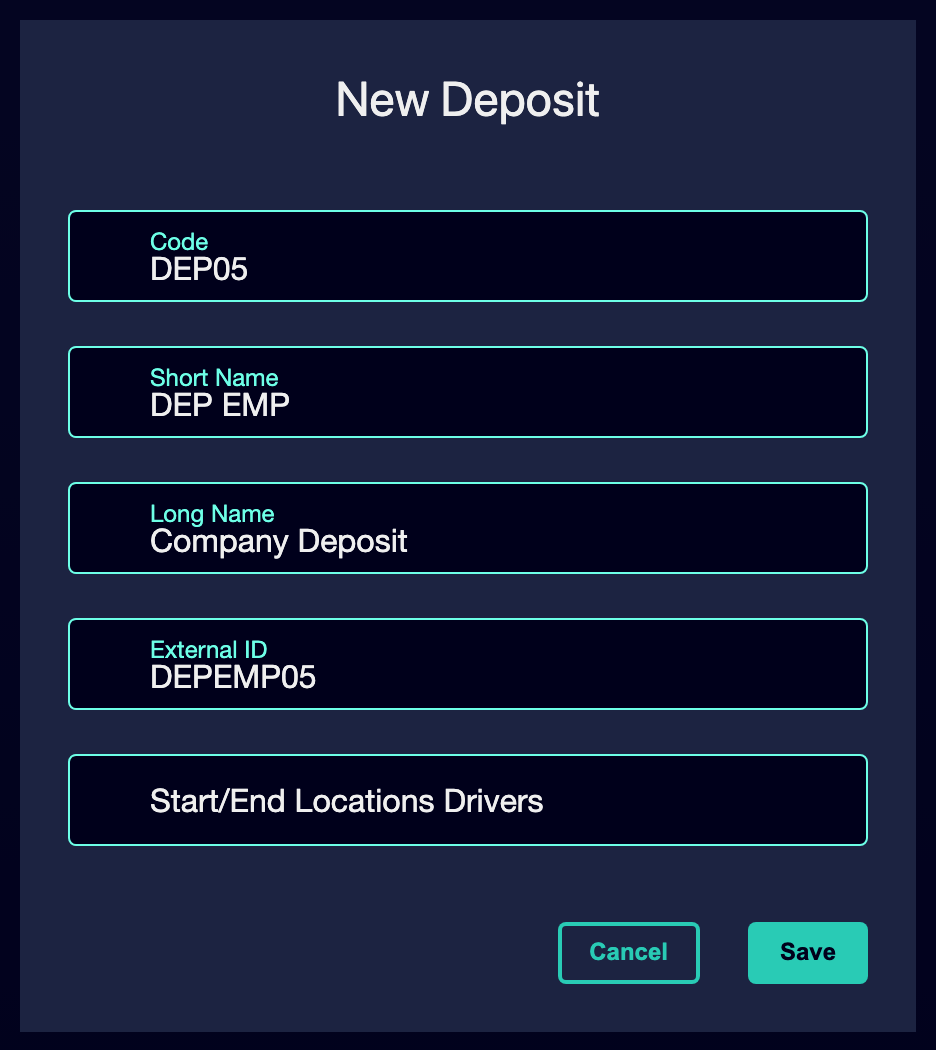 New Deposit
Code
DEP05
Short Name
DEP EMP
Long Name
Company Deposit
External ID
DEPEMP05
Start/End Locations Drivers
Cancel
Save